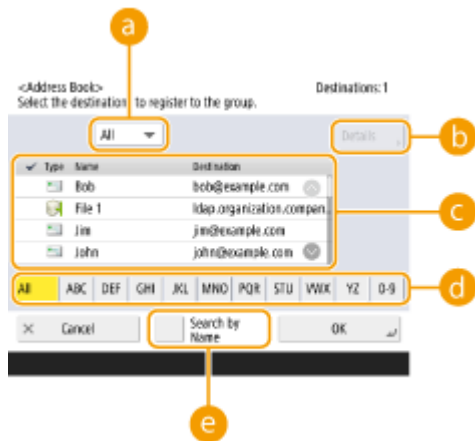 a
<Address Book> Destinations: 1
Select the destination to register to the group.
All
Details
b
✓ Type Name Destination
Bob bob@example.com
File 1 ldap.organization.compan..
Jim jim@example.com
John john@example.com
c
All ABC DEF GHI JKL MNO PQR STU VWX YZ 0-9
d
× Cancel Search by Name OK
e